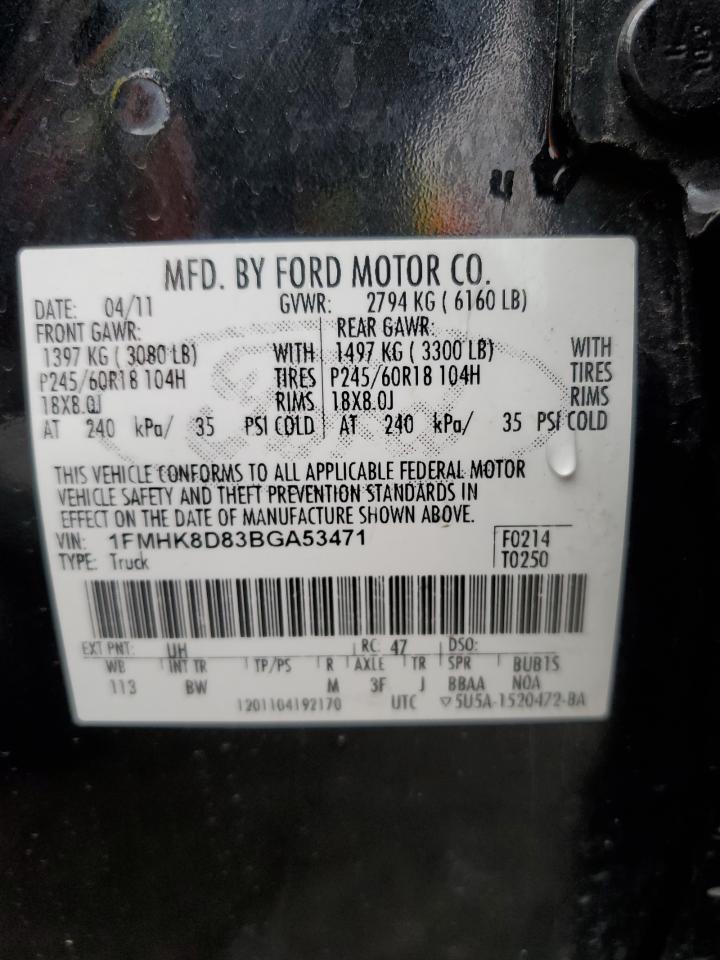 MFD. BY FORD MOTOR CO.
DATE: 04/11 GVWR: 2794 KG ( 6160 LB)
FRONT GAWR: REAR GAWR:
1397 KG ( 3080 LB) WITH 1497 KG ( 3300 LB) WITH
P245/60R18 104H TIRES P245/60R18 104H TIRES
18X8.0J RIMS 18X8.0J RIMS
AT 240 kPa/ 35 PSI COLD AT 240 kPa/ 35 PSI COLD
THIS VEHICLE CONFORMS TO ALL APPLICABLE FEDERAL MOTOR
VEHICLE SAFETY AND THEFT PREVENTION STANDARDS IN
EFFECT ON THE DATE OF MANUFACTURE SHOWN ABOVE.
VIN: 1FMHK8D83BGA53471 F0214
TYPE: Truck T0250
EXT PNT: UH RC: 47 DSO:
WB INT TR TP/PS R AXLE TR SPR BUB1S
113 BW M 3F J BBAA NOA
1201104192170 UTC ▽5U5A-1520472-BA